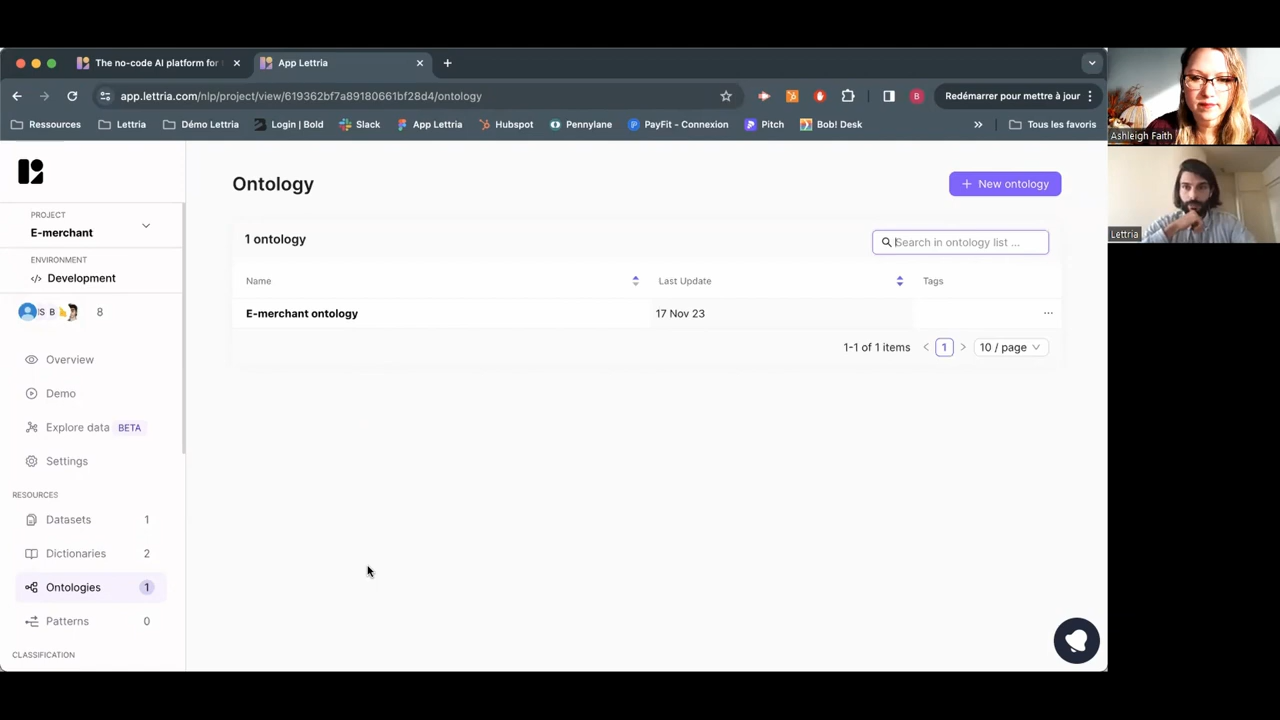 The no-code AI platform for
App Lettria
app.lettria.com/nlp/project/view/619362bf7a89180661bf28d4/ontology
B
Redémarrer pour mettre à jour
Ressources
Lettria
Démo Lettria
Login | Bold
Slack
App Lettria
Hubspot
Pennylane
PayFit - Connexion
Pitch
Bob! Desk
»
Tous les favoris
Ashleigh Faith
Lettria
PROJECT
E-merchant
ENVIRONMENT
</> Development
IS B 8
Overview
Demo
Explore data BETA
Settings
RESOURCES
Datasets 1
Dictionaries 2
Ontologies 1
Patterns 0
CLASSIFICATION
Ontology
+ New ontology
1 ontology
Search in ontology list ...
Name Last Update Tags
E-merchant ontology 17 Nov 23 ...
1-1 of 1 items < 1 > 10 / page